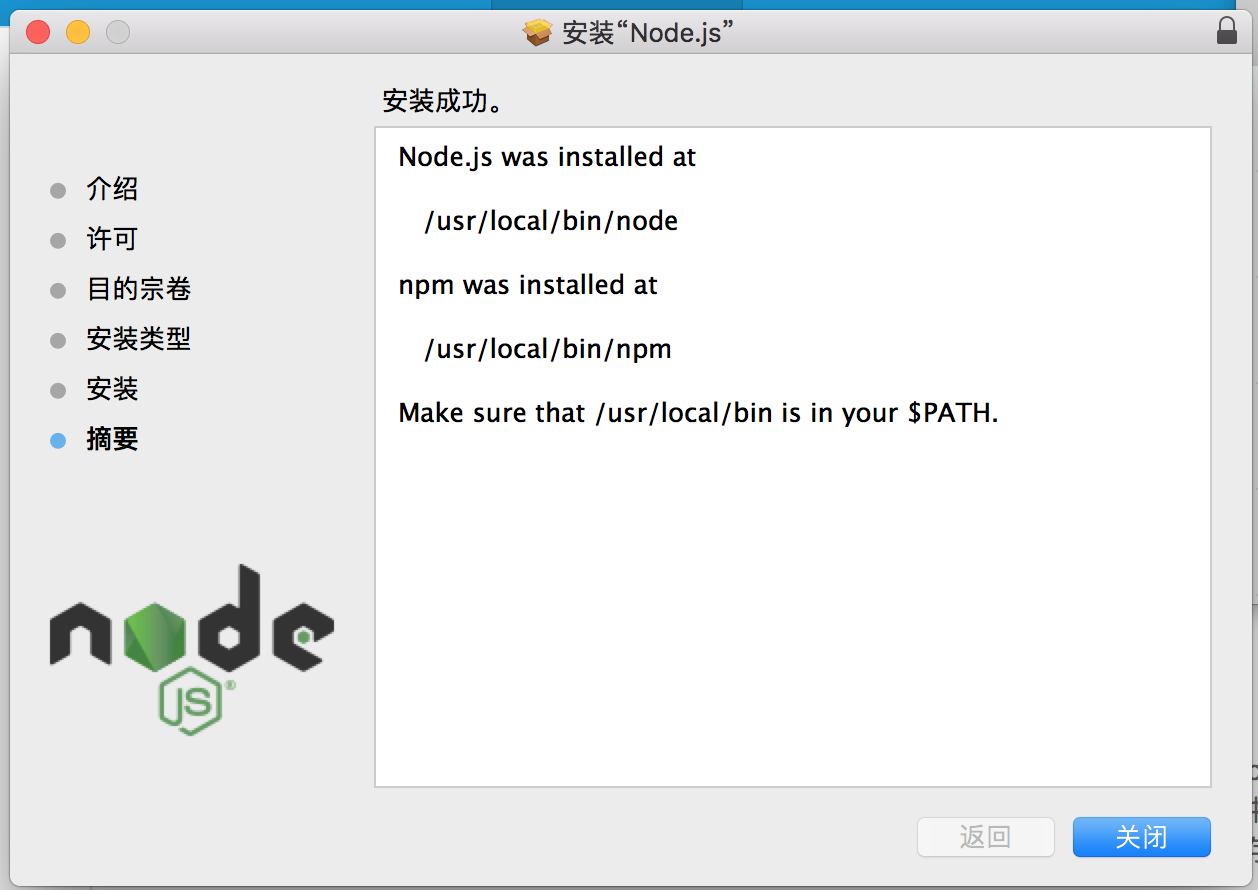 安装“Node.js”
安装成功。
介绍
许可
目的宗卷
安装类型
安装
摘要
Node.js was installed at
/usr/local/bin/node
npm was installed at
/usr/local/bin/npm
Make sure that /usr/local/bin is in your $PATH.
node
JS®
返回
关闭